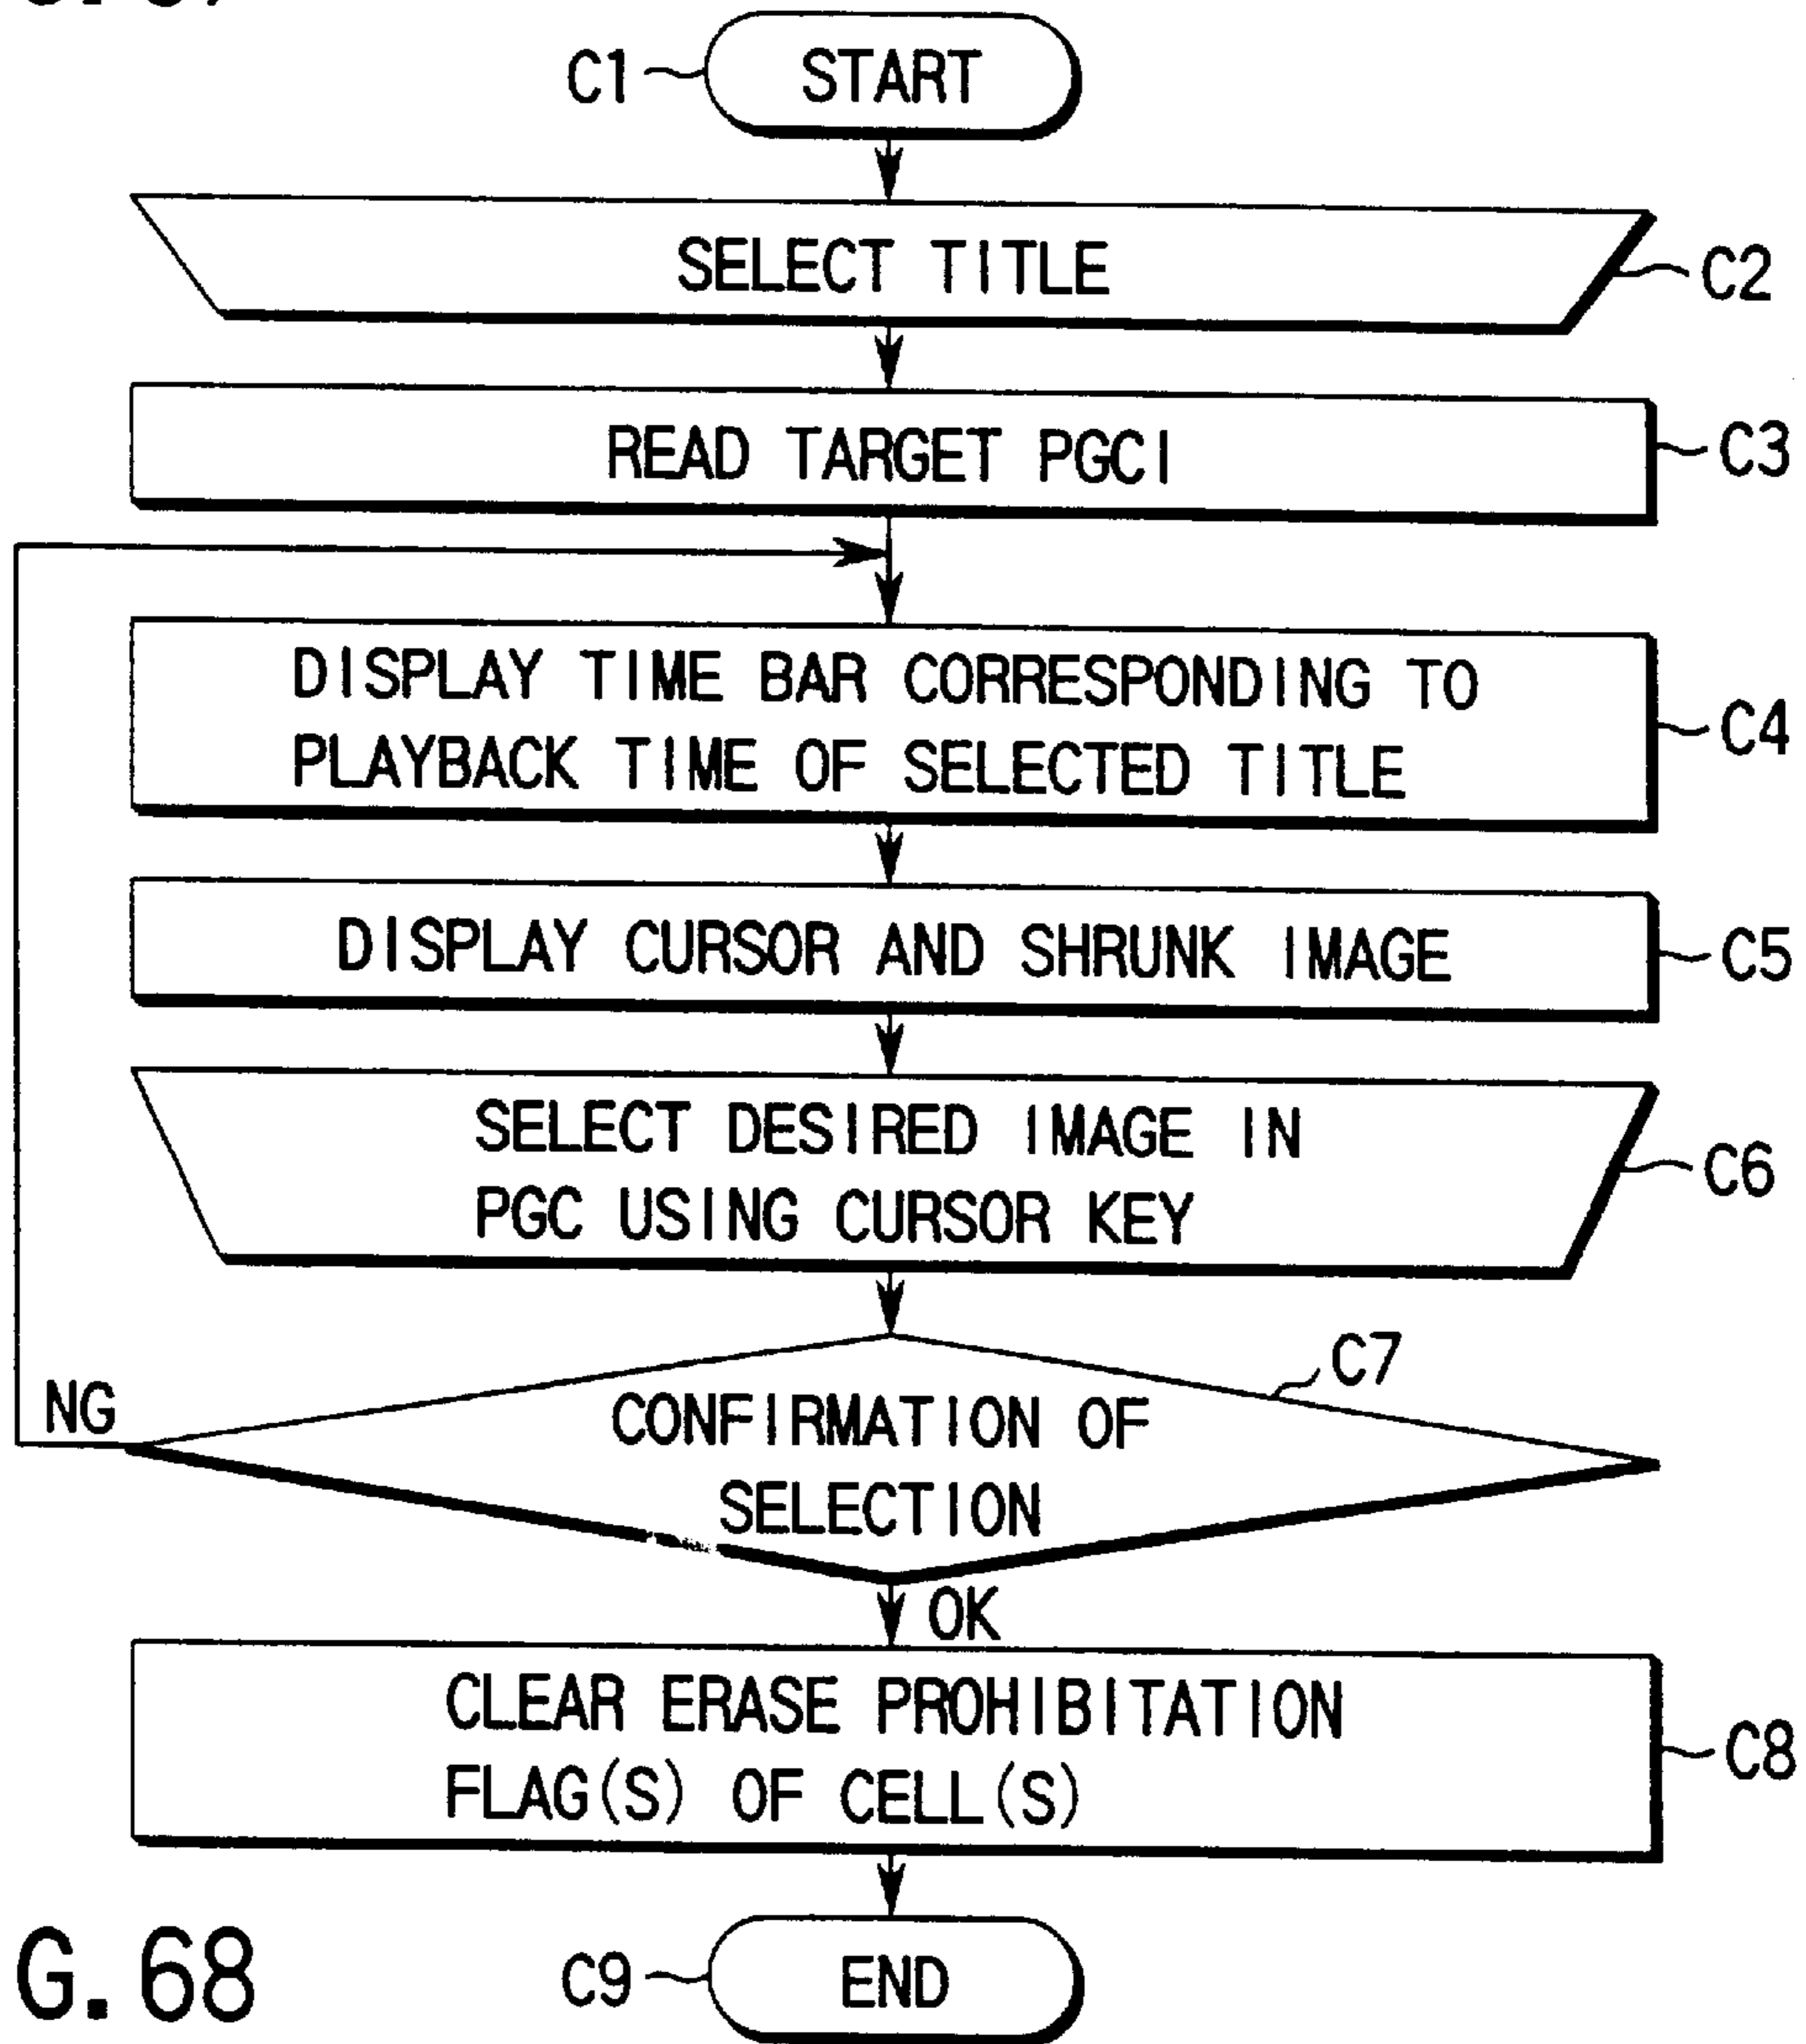 C1
START
SELECT TITLE
C2
READ TARGET PGCI
C3
DISPLAY TIME BAR CORRESPONDING TO
PLAYBACK TIME OF SELECTED TITLE
C4
DISPLAY CURSOR AND SHRUNK IMAGE
C5
SELECT DESIRED IMAGE IN
PGC USING CURSOR KEY
C6
C7
NG
CONFIRMATION OF
SELECTION
OK
CLEAR ERASE PROHIBITATION
FLAG(S) OF CELL(S)
C8
G. 68
C9
END